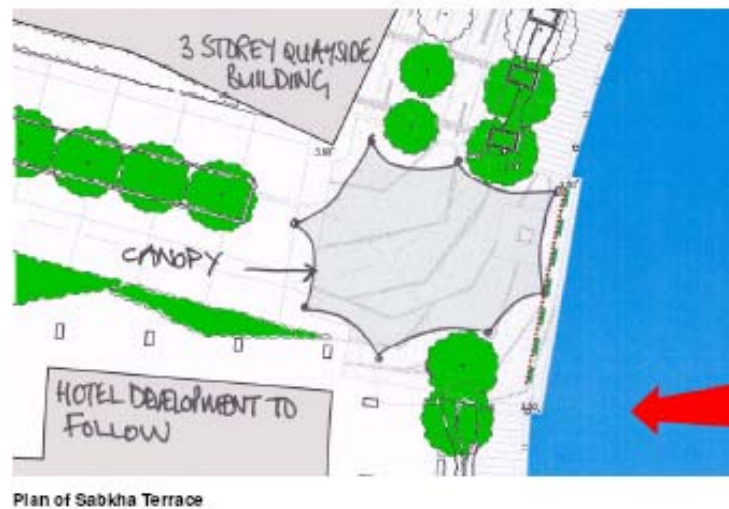 3 STOREY QUAYSIDE
BUILDING
CANOPY
HOTEL DEVELOPMENT TO
FOLLOW
Plan of Sabkha Terrace